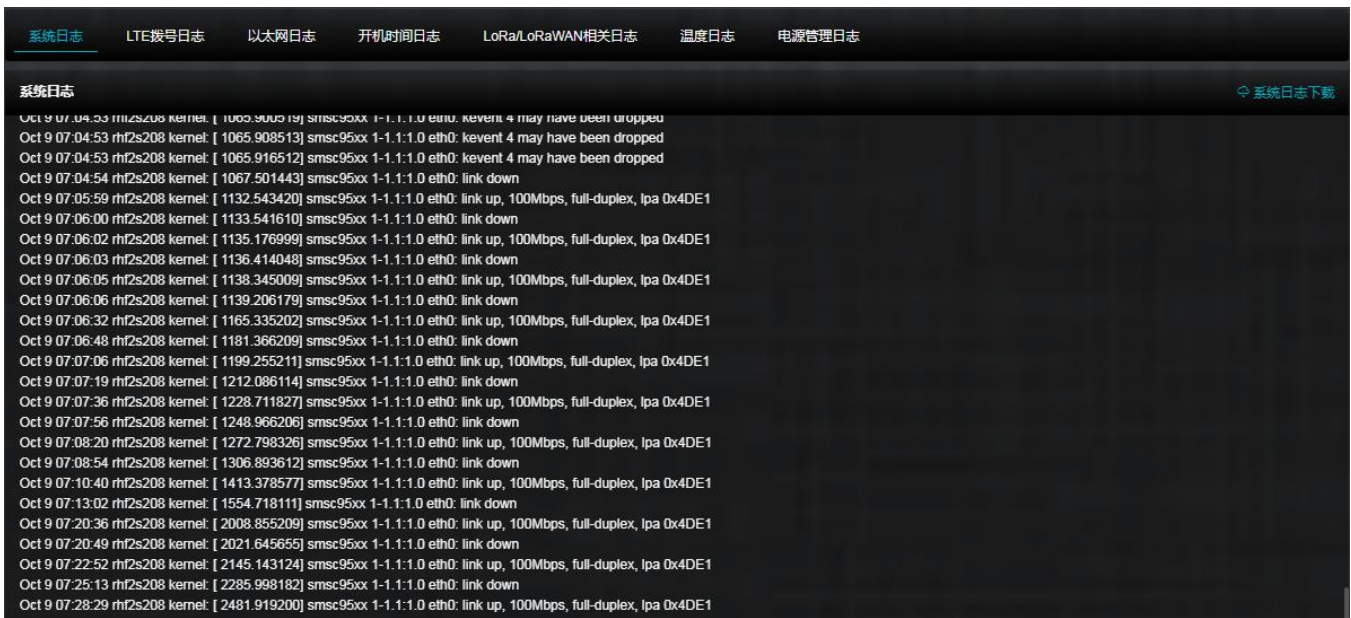 系统日志 LTE拨号日志 以太网日志 开机时间日志 LoRa/LoRaWAN相关日志 温度日志 电源管理日志
系统日志 系统日志下载
Oct 9 07:04:53 rhf2s208 kernel: [ 1065.900519] smsc95xx 1-1.1:1.0 eth0: kevent 4 may have been dropped
Oct 9 07:04:53 rhf2s208 kernel: [ 1065.908513] smsc95xx 1-1.1:1.0 eth0: kevent 4 may have been dropped
Oct 9 07:04:53 rhf2s208 kernel: [ 1065.916512] smsc95xx 1-1.1:1.0 eth0: kevent 4 may have been dropped
Oct 9 07:04:54 rhf2s208 kernel: [ 1067.501443] smsc95xx 1-1.1:1.0 eth0: link down
Oct 9 07:05:59 rhf2s208 kernel: [ 1132.543420] smsc95xx 1-1.1:1.0 eth0: link up, 100Mbps, full-duplex, lpa 0x4DE1
Oct 9 07:06:00 rhf2s208 kernel: [ 1133.541610] smsc95xx 1-1.1:1.0 eth0: link down
Oct 9 07:06:02 rhf2s208 kernel: [ 1135.176999] smsc95xx 1-1.1:1.0 eth0: link up, 100Mbps, full-duplex, lpa 0x4DE1
Oct 9 07:06:03 rhf2s208 kernel: [ 1136.414048] smsc95xx 1-1.1:1.0 eth0: link down
Oct 9 07:06:05 rhf2s208 kernel: [ 1138.345009] smsc95xx 1-1.1:1.0 eth0: link up, 100Mbps, full-duplex, lpa 0x4DE1
Oct 9 07:06:06 rhf2s208 kernel: [ 1139.206179] smsc95xx 1-1.1:1.0 eth0: link down
Oct 9 07:06:32 rhf2s208 kernel: [ 1165.335202] smsc95xx 1-1.1:1.0 eth0: link up, 100Mbps, full-duplex, lpa 0x4DE1
Oct 9 07:06:48 rhf2s208 kernel: [ 1181.366209] smsc95xx 1-1.1:1.0 eth0: link down
Oct 9 07:07:06 rhf2s208 kernel: [ 1199.255211] smsc95xx 1-1.1:1.0 eth0: link up, 100Mbps, full-duplex, lpa 0x4DE1
Oct 9 07:07:19 rhf2s208 kernel: [ 1212.086114] smsc95xx 1-1.1:1.0 eth0: link down
Oct 9 07:07:36 rhf2s208 kernel: [ 1228.711827] smsc95xx 1-1.1:1.0 eth0: link up, 100Mbps, full-duplex, lpa 0x4DE1
Oct 9 07:07:56 rhf2s208 kernel: [ 1248.966206] smsc95xx 1-1.1:1.0 eth0: link down
Oct 9 07:08:20 rhf2s208 kernel: [ 1272.798326] smsc95xx 1-1.1:1.0 eth0: link up, 100Mbps, full-duplex, lpa 0x4DE1
Oct 9 07:08:54 rhf2s208 kernel: [ 1306.893612] smsc95xx 1-1.1:1.0 eth0: link down
Oct 9 07:10:40 rhf2s208 kernel: [ 1413.378577] smsc95xx 1-1.1:1.0 eth0: link up, 100Mbps, full-duplex, lpa 0x4DE1
Oct 9 07:13:02 rhf2s208 kernel: [ 1554.718111] smsc95xx 1-1.1:1.0 eth0: link down
Oct 9 07:20:36 rhf2s208 kernel: [ 2008.855209] smsc95xx 1-1.1:1.0 eth0: link up, 100Mbps, full-duplex, lpa 0x4DE1
Oct 9 07:20:49 rhf2s208 kernel: [ 2021.645655] smsc95xx 1-1.1:1.0 eth0: link down
Oct 9 07:22:52 rhf2s208 kernel: [ 2145.143124] smsc95xx 1-1.1:1.0 eth0: link up, 100Mbps, full-duplex, lpa 0x4DE1
Oct 9 07:25:13 rhf2s208 kernel: [ 2285.998182] smsc95xx 1-1.1:1.0 eth0: link down
Oct 9 07:28:29 rhf2s208 kernel: [ 2481.919200] smsc95xx 1-1.1:1.0 eth0: link up, 100Mbps, full-duplex, lpa 0x4DE1